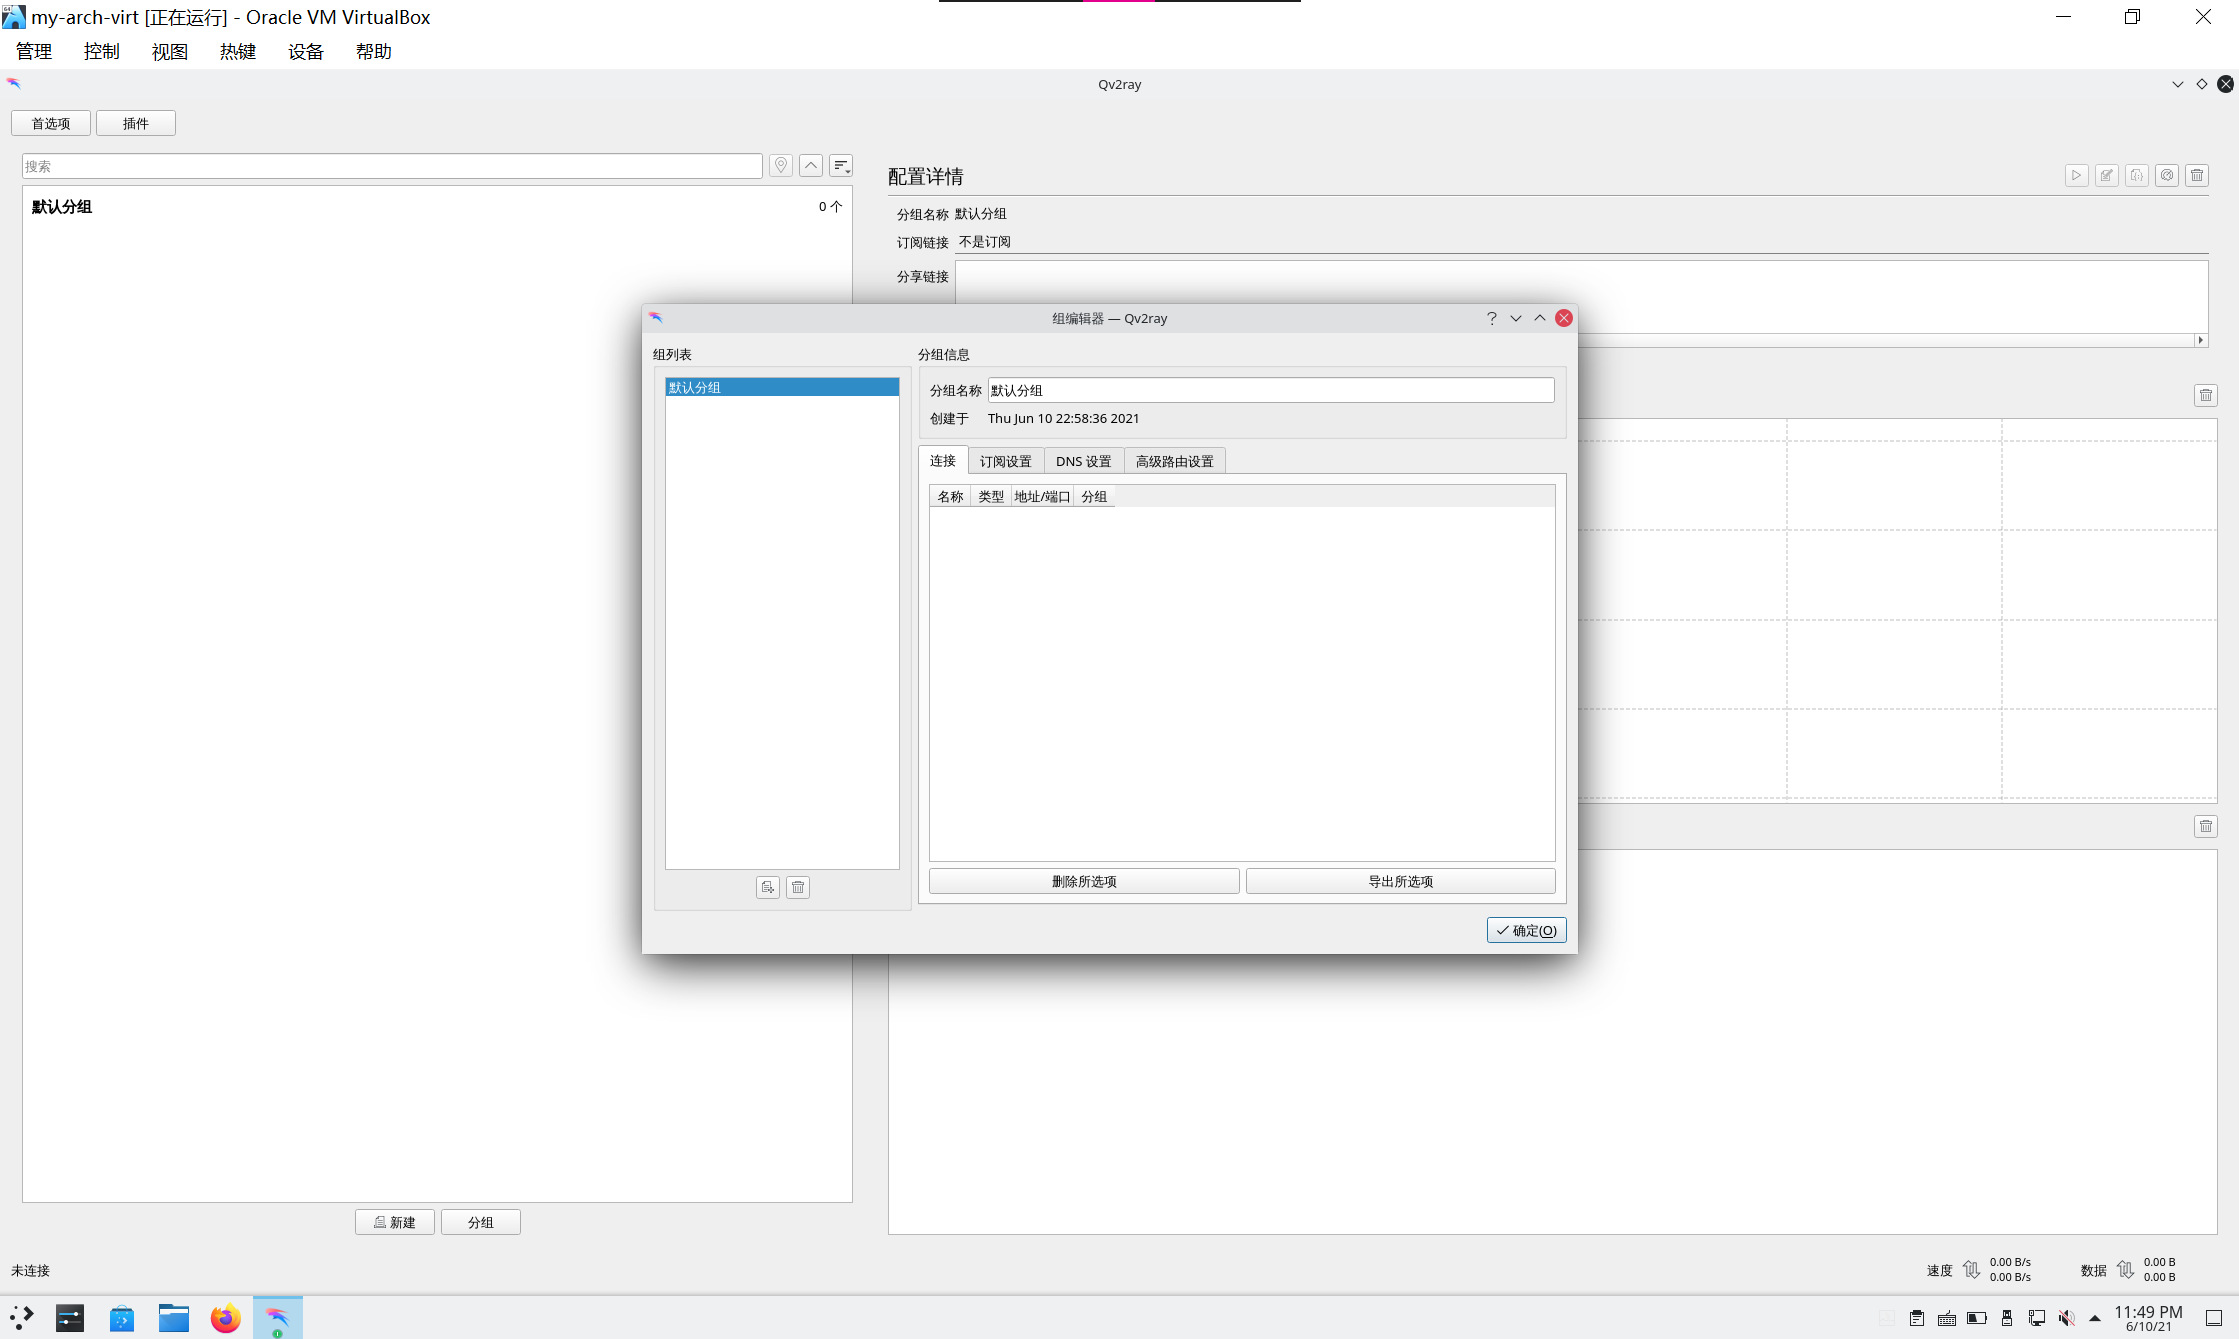 my-arch-virt [正在运行] - Oracle VM VirtualBox
管理 控制 视图 热键 设备 帮助
Qv2ray
首选项 插件
搜索
默认分组 0 个
配置详情
分组名称 默认分组
订阅链接 不是订阅
分享链接
组编辑器 — Qv2ray
组列表
默认分组
分组信息
分组名称 默认分组
创建于 Thu Jun 10 22:58:36 2021
连接 订阅设置 DNS 设置 高级路由设置
名称 类型 地址/端口 分组
删除所选项 导出所选项
确定(O)
新建 分组
未连接
速度 0.00 B/s 数据 0.00 B
0.00 B/s 0.00 B
11:49 PM
6/10/21